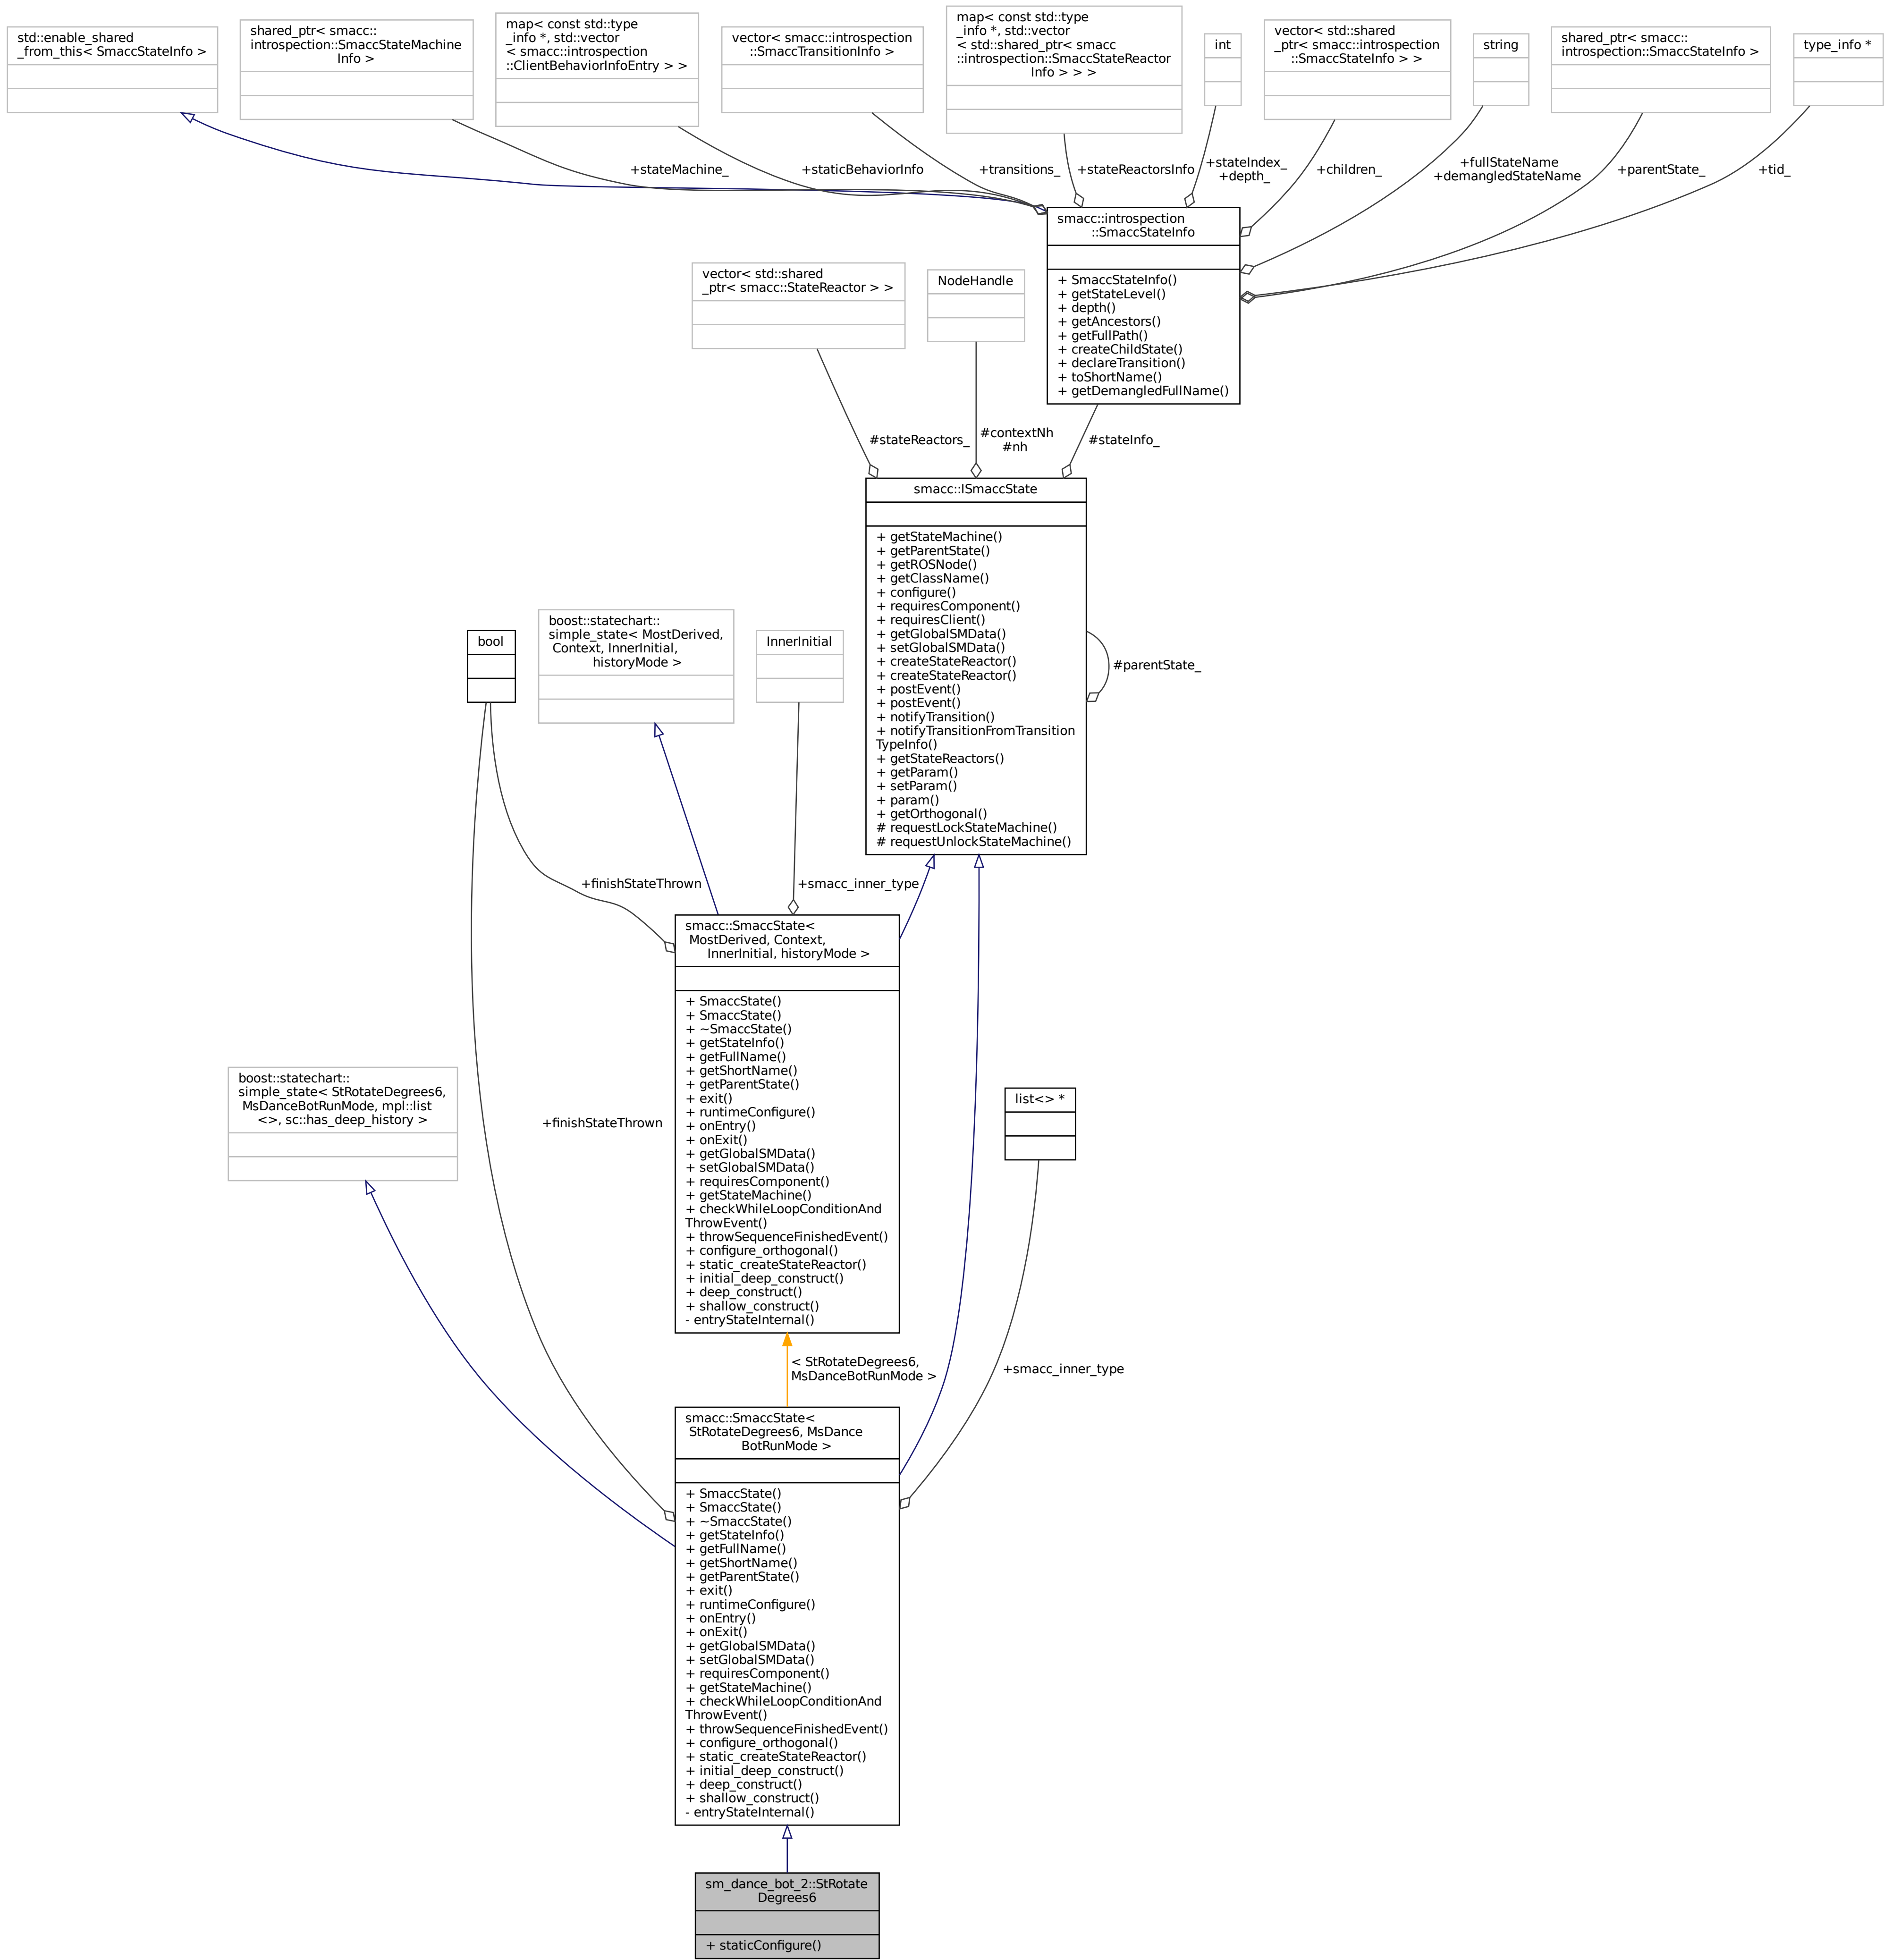 std::enable_shared
_from_this< SmaccStateInfo >
shared_ptr< smacc::
introspection::SmaccStateMachine
Info >
map< const std::type
_info *, std::vector
< smacc::introspection
::ClientBehaviorInfoEntry > >
vector< smacc::introspection
::SmaccTransitionInfo >
map< const std::type
_info *, std::vector
< std::shared_ptr< smacc
::introspection::SmaccStateReactor
Info > > >
int
vector< std::shared
_ptr< smacc::introspection
::SmaccStateInfo > >
string
shared_ptr< smacc::
introspection::SmaccStateInfo >
type_info *
+stateMachine_
+staticBehaviorInfo
+transitions_
+stateReactorsInfo
+stateIndex_
+depth_
+children_
+fullStateName
+demangledStateName
+parentState_
+tid_
smacc::introspection
::SmaccStateInfo
+ SmaccStateInfo()
+ getStateLevel()
+ depth()
+ getAncestors()
+ getFullPath()
+ createChildState()
+ declareTransition()
+ toShortName()
+ getDemangledFullName()
vector< std::shared
_ptr< smacc::StateReactor > >
NodeHandle
#stateReactors_
#contextNh
#nh
#stateInfo_
smacc::ISmaccState
+ getStateMachine()
+ getParentState()
+ getROSNode()
+ getClassName()
+ configure()
+ requiresComponent()
+ requiresClient()
+ getGlobalSMData()
+ setGlobalSMData()
+ createStateReactor()
+ createStateReactor()
+ postEvent()
+ postEvent()
+ notifyTransition()
+ notifyTransitionFromTransition
TypeInfo()
+ getStateReactors()
+ getParam()
+ setParam()
+ param()
+ getOrthogonal()
# requestLockStateMachine()
# requestUnlockStateMachine()
#parentState_
bool
boost::statechart::
simple_state< MostDerived,
Context, InnerInitial,
historyMode >
InnerInitial
+finishStateThrown
+smacc_inner_type
smacc::SmaccState<
MostDerived, Context,
InnerInitial, historyMode >
+ SmaccState()
+ SmaccState()
+ ~SmaccState()
+ getStateInfo()
+ getFullName()
+ getShortName()
+ getParentState()
+ exit()
+ runtimeConfigure()
+ onEntry()
+ onExit()
+ getGlobalSMData()
+ setGlobalSMData()
+ requiresComponent()
+ getStateMachine()
+ checkWhileLoopConditionAnd
ThrowEvent()
+ throwSequenceFinishedEvent()
+ configure_orthogonal()
+ static_createStateReactor()
+ initial_deep_construct()
+ deep_construct()
+ shallow_construct()
- entryStateInternal()
boost::statechart::
simple_state< StRotateDegrees6,
MsDanceBotRunMode, mpl::list
<>, sc::has_deep_history >
+finishStateThrown
list<> *
< StRotateDegrees6,
MsDanceBotRunMode >
+smacc_inner_type
smacc::SmaccState<
StRotateDegrees6, MsDance
BotRunMode >
+ SmaccState()
+ SmaccState()
+ ~SmaccState()
+ getStateInfo()
+ getFullName()
+ getShortName()
+ getParentState()
+ exit()
+ runtimeConfigure()
+ onEntry()
+ onExit()
+ getGlobalSMData()
+ setGlobalSMData()
+ requiresComponent()
+ getStateMachine()
+ checkWhileLoopConditionAnd
ThrowEvent()
+ throwSequenceFinishedEvent()
+ configure_orthogonal()
+ static_createStateReactor()
+ initial_deep_construct()
+ deep_construct()
+ shallow_construct()
- entryStateInternal()
sm_dance_bot_2::StRotate
Degrees6
+ staticConfigure()